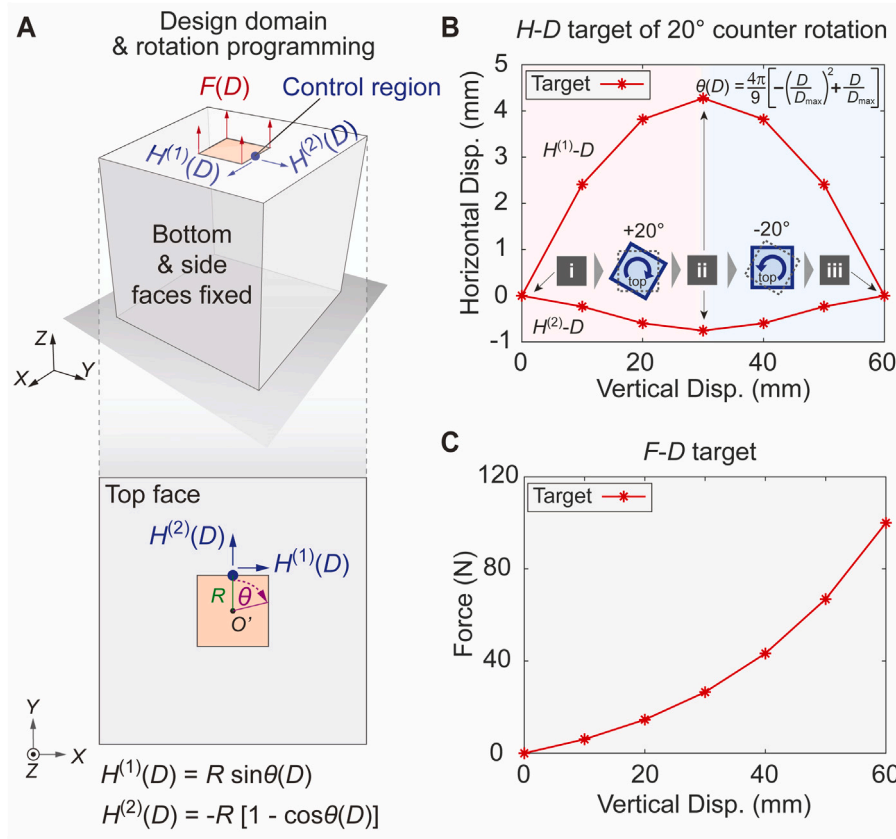 A
Design domain
& rotation programming
F(D)
Control region
H⁽¹⁾(D)
H⁽²⁾(D)
Bottom
& side
faces fixed
Z
Y
X
Top face
H⁽²⁾(D)
H⁽¹⁾(D)
R
θ
O'
Y
Z
X
H⁽¹⁾(D) = R sinθ(D)
H⁽²⁾(D) = -R [1 - cosθ(D)]
B
H-D target of 20° counter rotation
Horizontal Disp. (mm)
5
4
3
2
1
0
-1
Target
θ(D) = 4π/9 [-(D/Dmax)² + D/Dmax]
H⁽¹⁾-D
+20°
-20°
i
top
ii
top
iii
H⁽²⁾-D
0
20
40
60
Vertical Disp. (mm)
C
F-D target
Force (N)
120
80
40
0
Target
0
20
40
60
Vertical Disp. (mm)